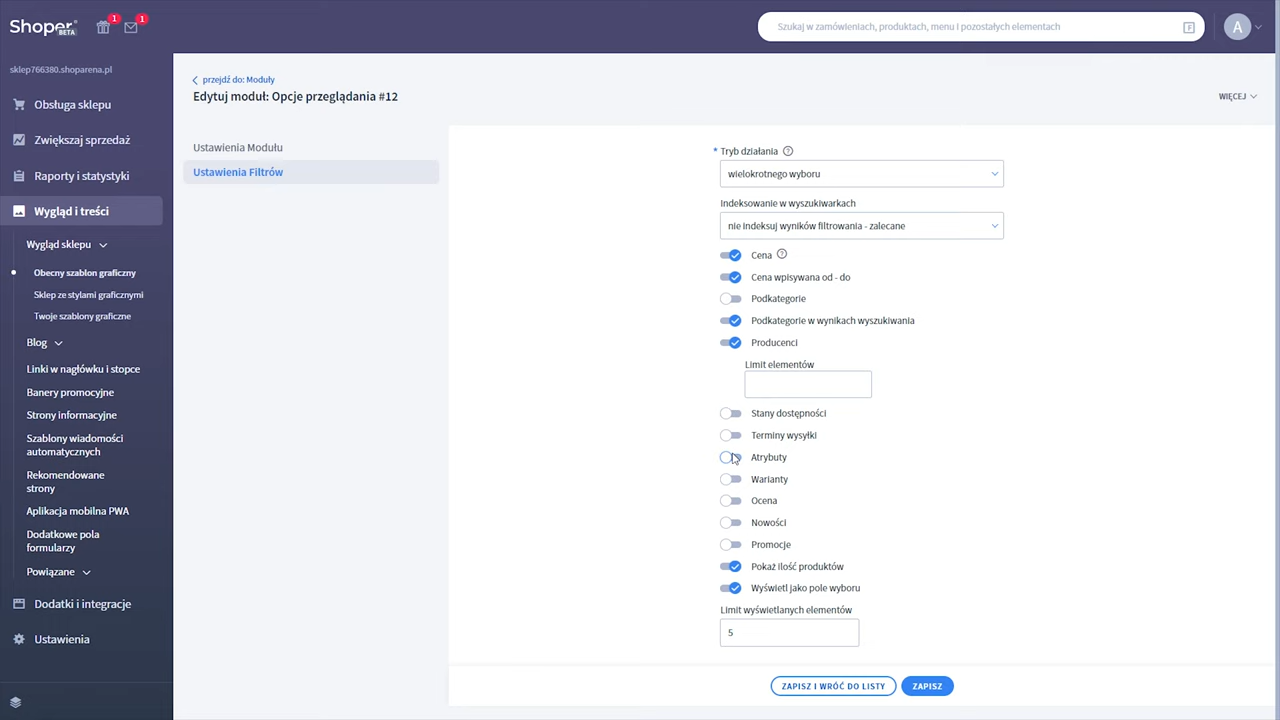 Shoper
BETA
1
1
Szukaj w zamówieniach, produktach, menu i pozostałych elementach
F
A
sklep766380.shoparena.pl
Obsługa sklepu
Zwiększaj sprzedaż
Raporty i statystyki
Wygląd i treści
Wygląd sklepu
Obecny szablon graficzny
Sklep ze stylami graficznymi
Twoje szablony graficzne
Blog
Linki w nagłówku i stopce
Banery promocyjne
Strony informacyjne
Szablony wiadomości
automatycznych
Rekomendowane
strony
Aplikacja mobilna PWA
Dodatkowe pola
formularzy
Powiązane
Dodatki i integracje
Ustawienia
przejdź do: Moduły
Edytuj moduł: Opcje przeglądania #12
WIĘCEJ
Ustawienia Modułu
Ustawienia Filtrów
* Tryb działania ?
wielokrotnego wyboru
Indeksowanie w wyszukiwarkach
nie indeksuj wyników filtrowania - zalecane
Cena ?
Cena wpisywana od - do
Podkategorie
Podkategorie w wynikach wyszukiwania
Producenci
Limit elementów
Stany dostępności
Terminy wysyłki
Atrybuty
Warianty
Ocena
Nowości
Promocje
Pokaż ilość produktów
Wyświetl jako pole wyboru
Limit wyświetlanych elementów
5
ZAPISZ I WRÓĆ DO LISTY
ZAPISZ